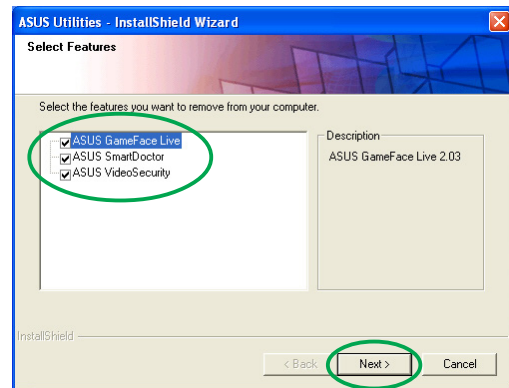 ASUS Utilities - InstallShield Wizard
Select Features
Select the features you want to remove from your computer.
ASUS GameFace Live
ASUS SmartDoctor
ASUS VideoSecurity
Description
ASUS GameFace Live 2.03
InstallShield
< Back
Next >
Cancel